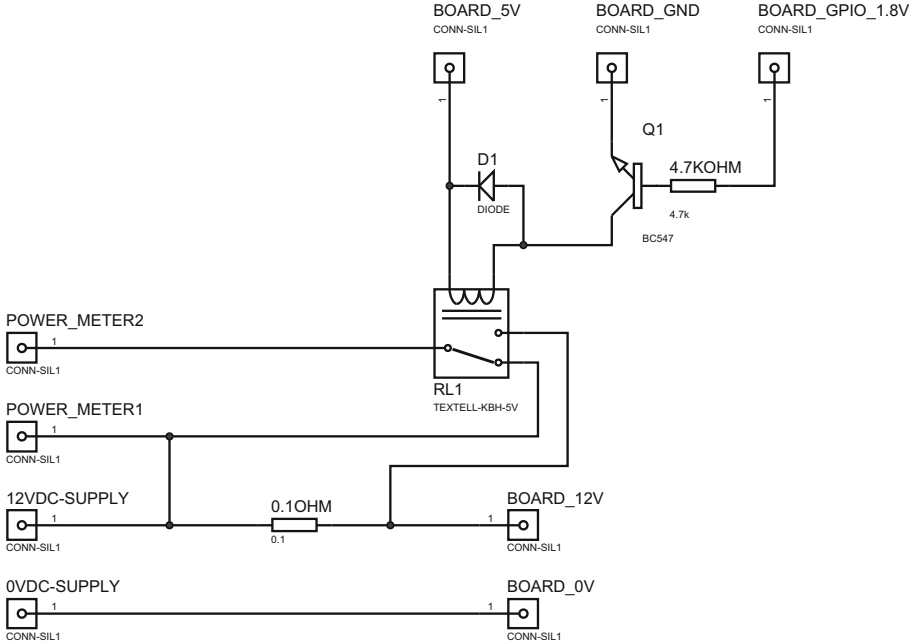 BOARD_5V
CONN-SIL1
1
BOARD_GND
CONN-SIL1
1
BOARD_GPIO_1.8V
CONN-SIL1
1
Q1
4.7KOHM
4.7k
BC547
D1
DIODE
POWER_METER2
1
CONN-SIL1
RL1
TEXTELL-KBH-5V
POWER_METER1
1
CONN-SIL1
12VDC-SUPPLY
1
CONN-SIL1
0.1OHM
0.1
BOARD_12V
1
CONN-SIL1
0VDC-SUPPLY
1
CONN-SIL1
BOARD_0V
1
CONN-SIL1